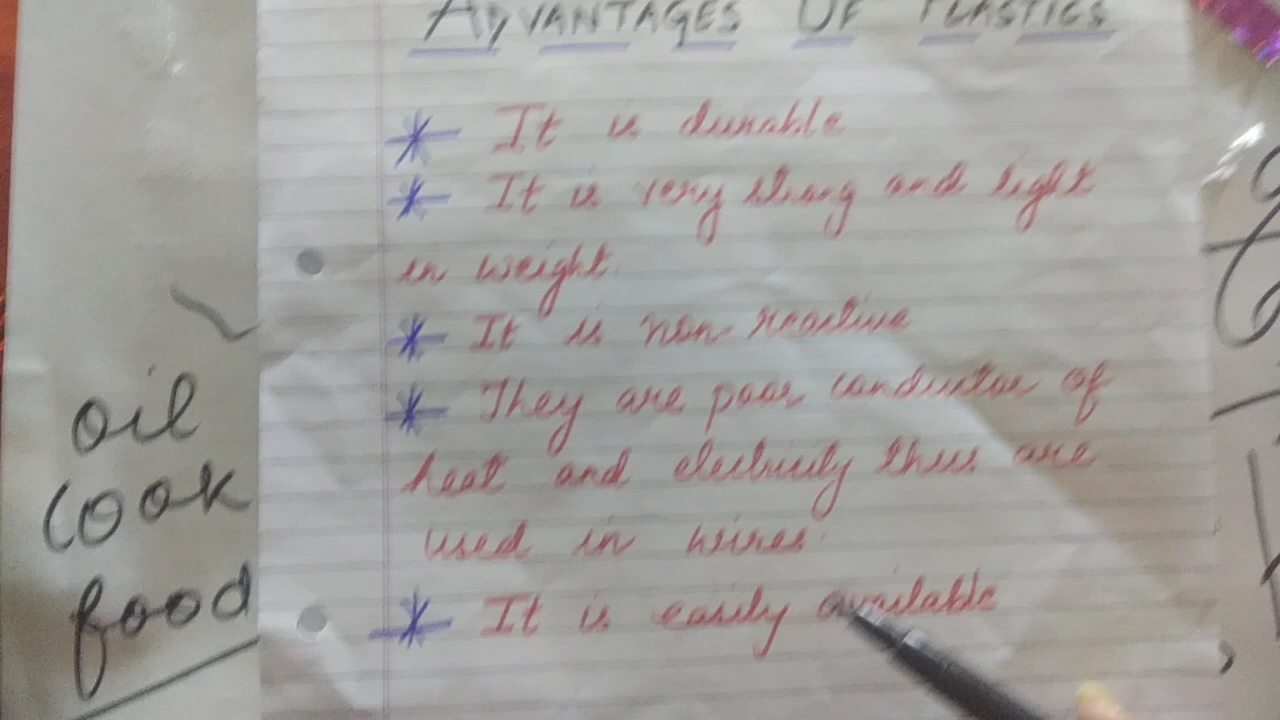 ADVANTAGES OF PLASTICS
* It is durable
* It is very strong and light
in weight.
* It is non reactive
* They are poor conductor of
heat and electricity thus are
used in wires.
* It is easily available
oil
cook
food